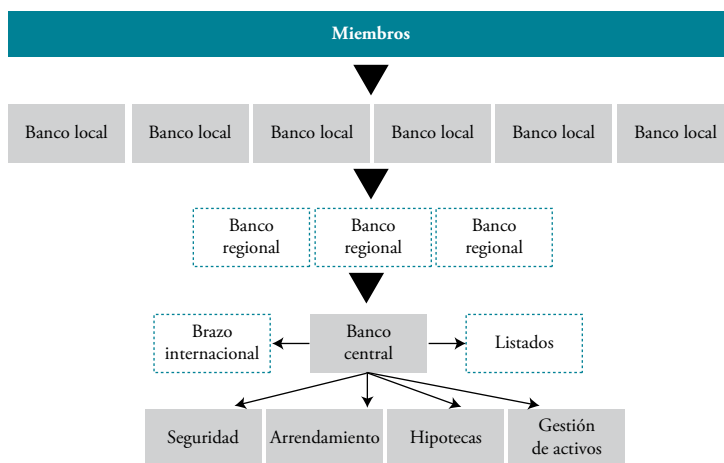 Miembros
Banco local Banco local Banco local Banco local Banco local Banco local
Banco Banco Banco
regional regional regional
Brazo Banco
internacional central Listados
Seguridad Arrendamiento Hipotecas Gestión
de activos